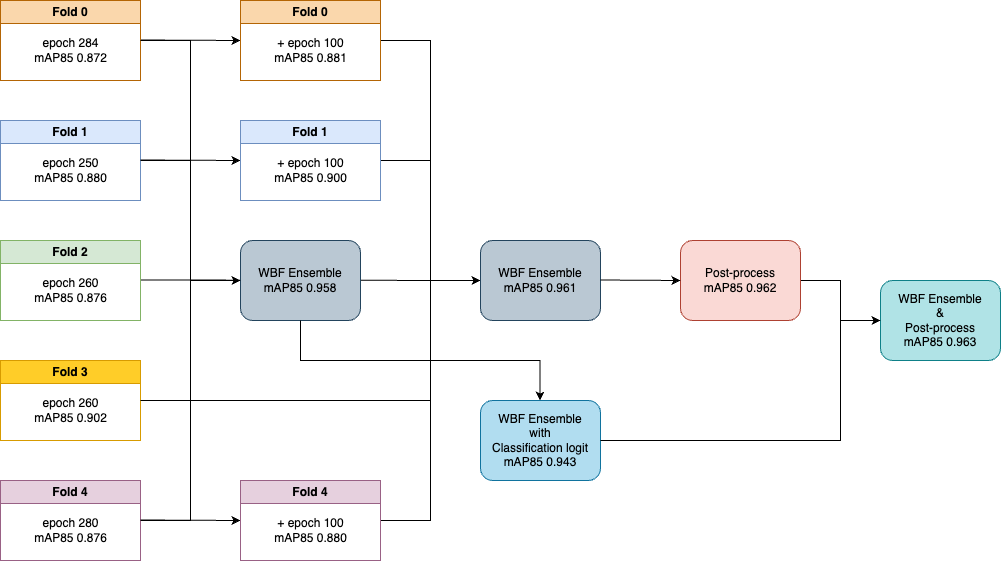 Fold 0
epoch 284
mAP85 0.872
Fold 0
+ epoch 100
mAP85 0.881
Fold 1
epoch 250
mAP85 0.880
Fold 1
+ epoch 100
mAP85 0.900
Fold 2
epoch 260
mAP85 0.876
WBF Ensemble
mAP85 0.958
WBF Ensemble
mAP85 0.961
Post-process
mAP85 0.962
WBF Ensemble
&
Post-process
mAP85 0.963
Fold 3
epoch 260
mAP85 0.902
WBF Ensemble
with
Classification logit
mAP85 0.943
Fold 4
epoch 280
mAP85 0.876
Fold 4
+ epoch 100
mAP85 0.880